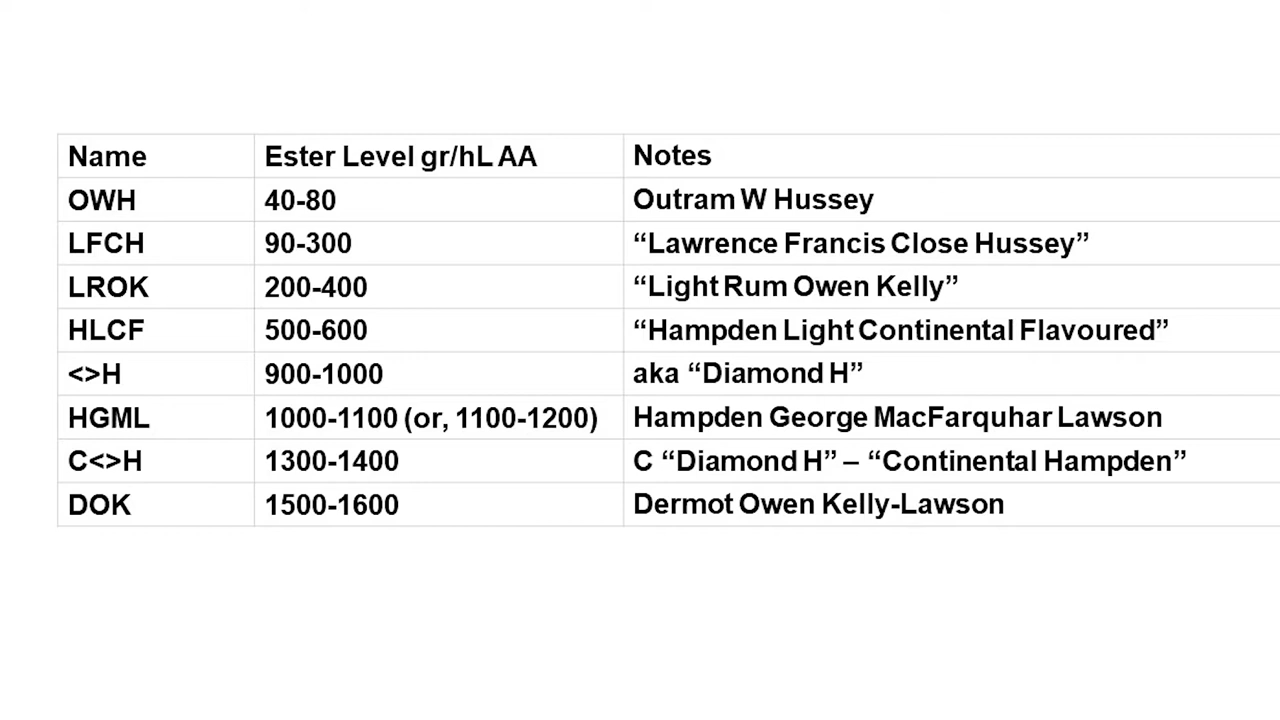 Name Ester Level gr/hL AA Notes
OWH 40-80 Outram W Hussey
LFCH 90-300 “Lawrence Francis Close Hussey”
LROK 200-400 “Light Rum Owen Kelly”
HLCF 500-600 “Hampden Light Continental Flavoured”
<>H 900-1000 aka “Diamond H”
HGML 1000-1100 (or, 1100-1200) Hampden George MacFarquhar Lawson
C<>H 1300-1400 C “Diamond H” – “Continental Hampden”
DOK 1500-1600 Dermot Owen Kelly-Lawson